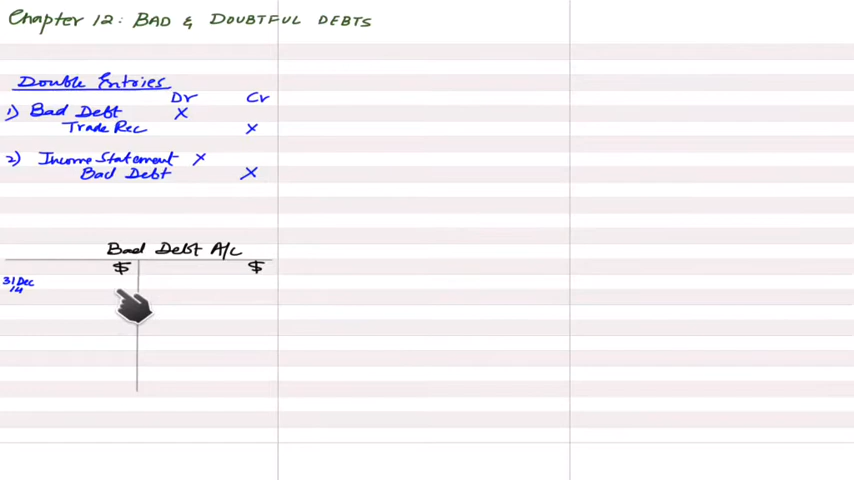 Chapter 12: BAD & DOUBTFUL DEBTS
Double Entries
Dr Cr
1) Bad Debt X
Trade Rec X
2) Income Statement X
Bad Debt X
Bad Debt A/c
$ $
31 Dec
14